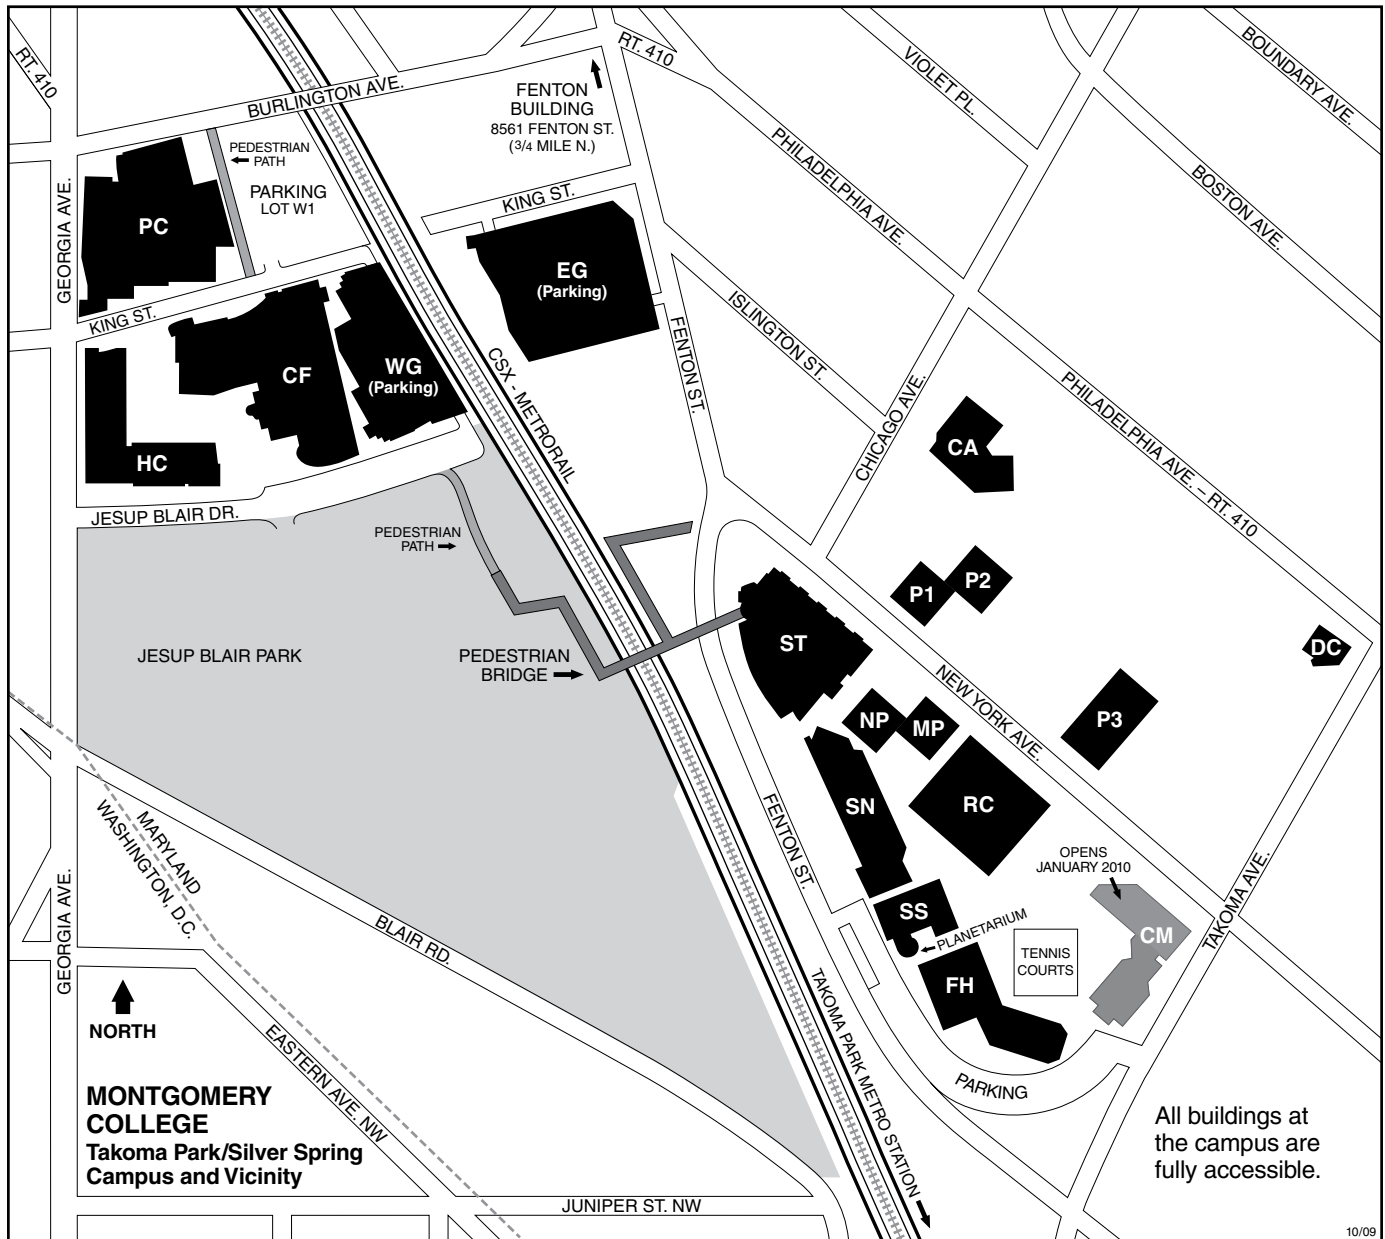 RT. 410
BURLINGTON AVE.
RT. 410
VIOLET PL.
BOUNDARY AVE.
FENTON
BUILDING
8561 FENTON ST.
(3/4 MILE N.)
PHILADELPHIA AVE.
BOSTON AVE.
PEDESTRIAN
PATH
PARKING
LOT W1
GEORGIA AVE.
PC
KING ST.
KING ST.
EG
(Parking)
ISLINGTON ST.
FENTON ST.
CSX - METRORAIL
CF
WG
(Parking)
HC
CHICAGO AVE.
CA
PHILADELPHIA AVE. – RT. 410
JESUP BLAIR DR.
PEDESTRIAN
PATH
P1
P2
DC
JESUP BLAIR PARK
PEDESTRIAN
BRIDGE
ST
NEW YORK AVE.
NP
MP
P3
SN
RC
FENTON ST.
MARYLAND
WASHINGTON, D.C.
OPENS
JANUARY 2010
TAKOMA AVE.
GEORGIA AVE.
BLAIR RD.
SS
PLANETARIUM
CM
TENNIS
COURTS
FH
NORTH
TAKOMA PARK METRO STATION
EASTERN AVE. NW
PARKING
MONTGOMERY
COLLEGE
Takoma Park/Silver Spring
Campus and Vicinity
All buildings at
the campus are
fully accessible.
JUNIPER ST. NW
10/09